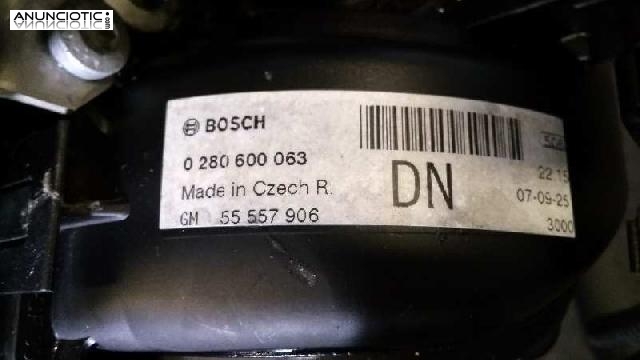 ANUNCIOTIC.com
BOSCH
0 280 600 063
22 15
Made in Czech R.
DN
07-09-25
GM 55 557 906
3000